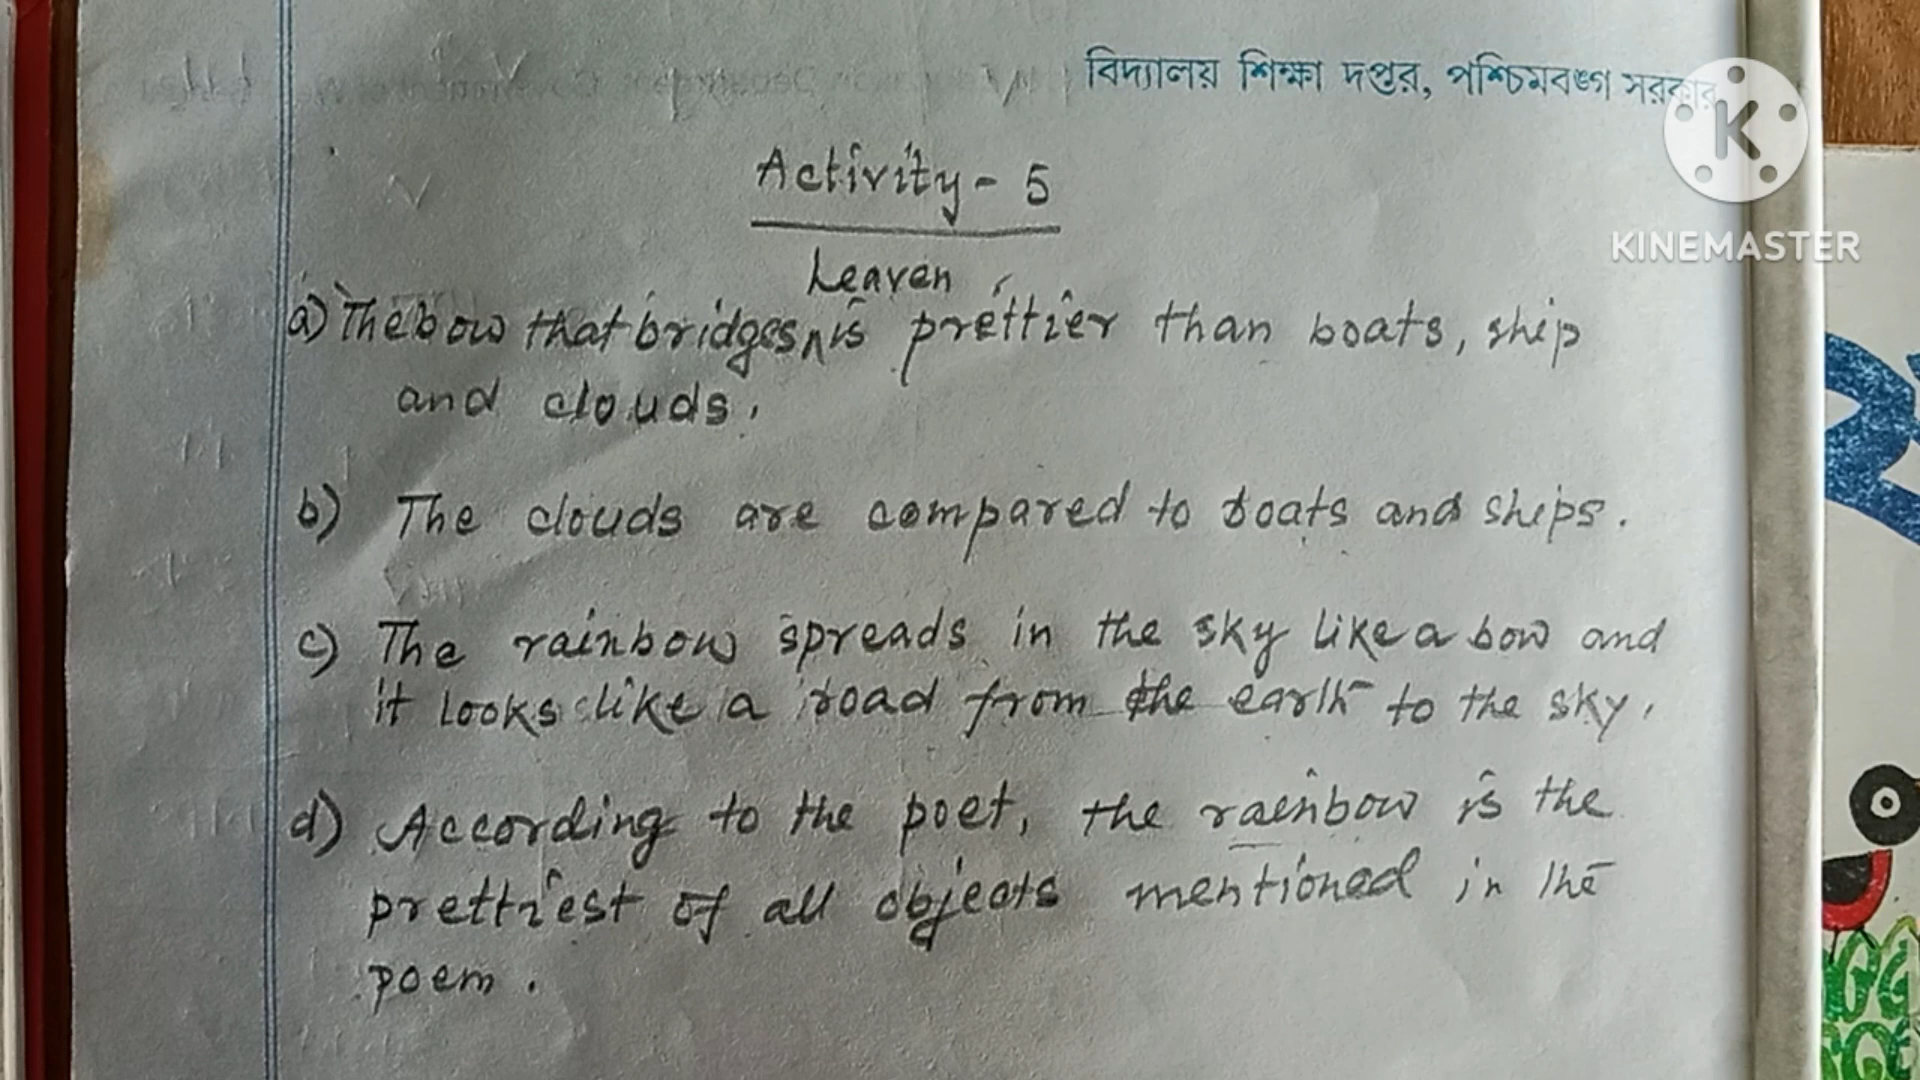 বিদ্যালয় শিক্ষা দপ্তর, পশ্চিমবঙ্গ সরকার
KINEMASTER
Activity - 5
heaven
a) The bow that bridges ^ is prettier than boats, ship
and clouds.
b) The clouds are compared to boats and ships.
c) The rainbow spreads in the sky like a bow and
it looks like a road from the earth to the sky.
d) According to the poet, the rainbow is the
prettiest of all objects mentioned in the
poem.